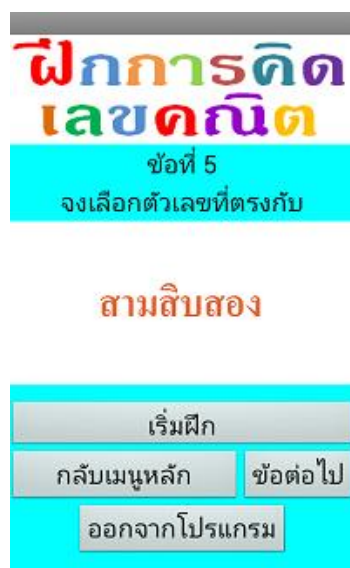 ฝึกการคิด
เลขคณิต
ข้อที่ 5
จงเลือกตัวเลขที่ตรงกับ
สามสิบสอง
เริ่มฝึก
กลับเมนูหลัก ข้อต่อไป
ออกจากโปรแกรม